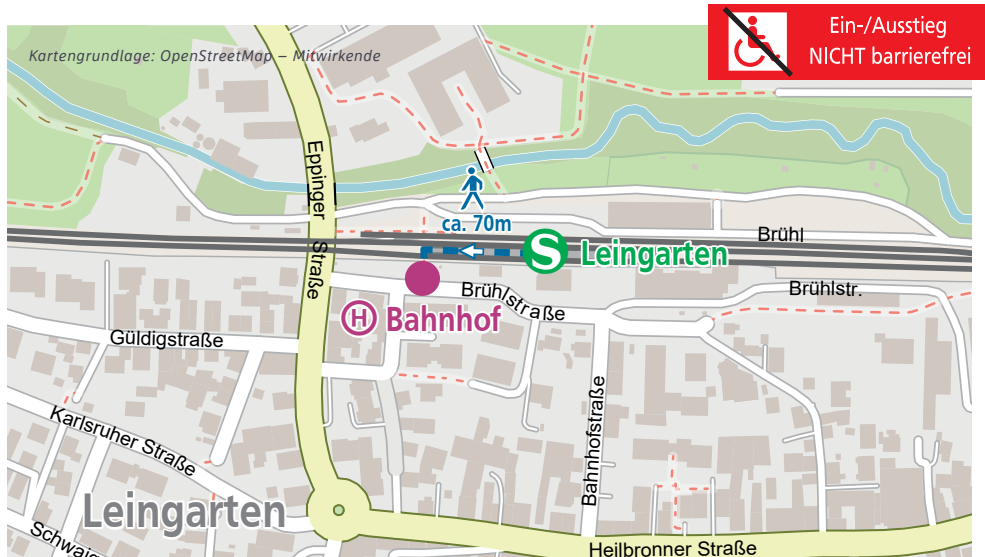 Ein-/Ausstieg
NICHT barrierefrei
Kartengrundlage: OpenStreetMap – Mitwirkende
Eppinger Straße
ca. 70m
S
Leingarten
Brühl
Brühlstr.
Brühlstraße
H
Bahnhof
Güldigstraße
Karlsruher Straße
Bahnhofstraße
Leingarten
Heilbronner Straße